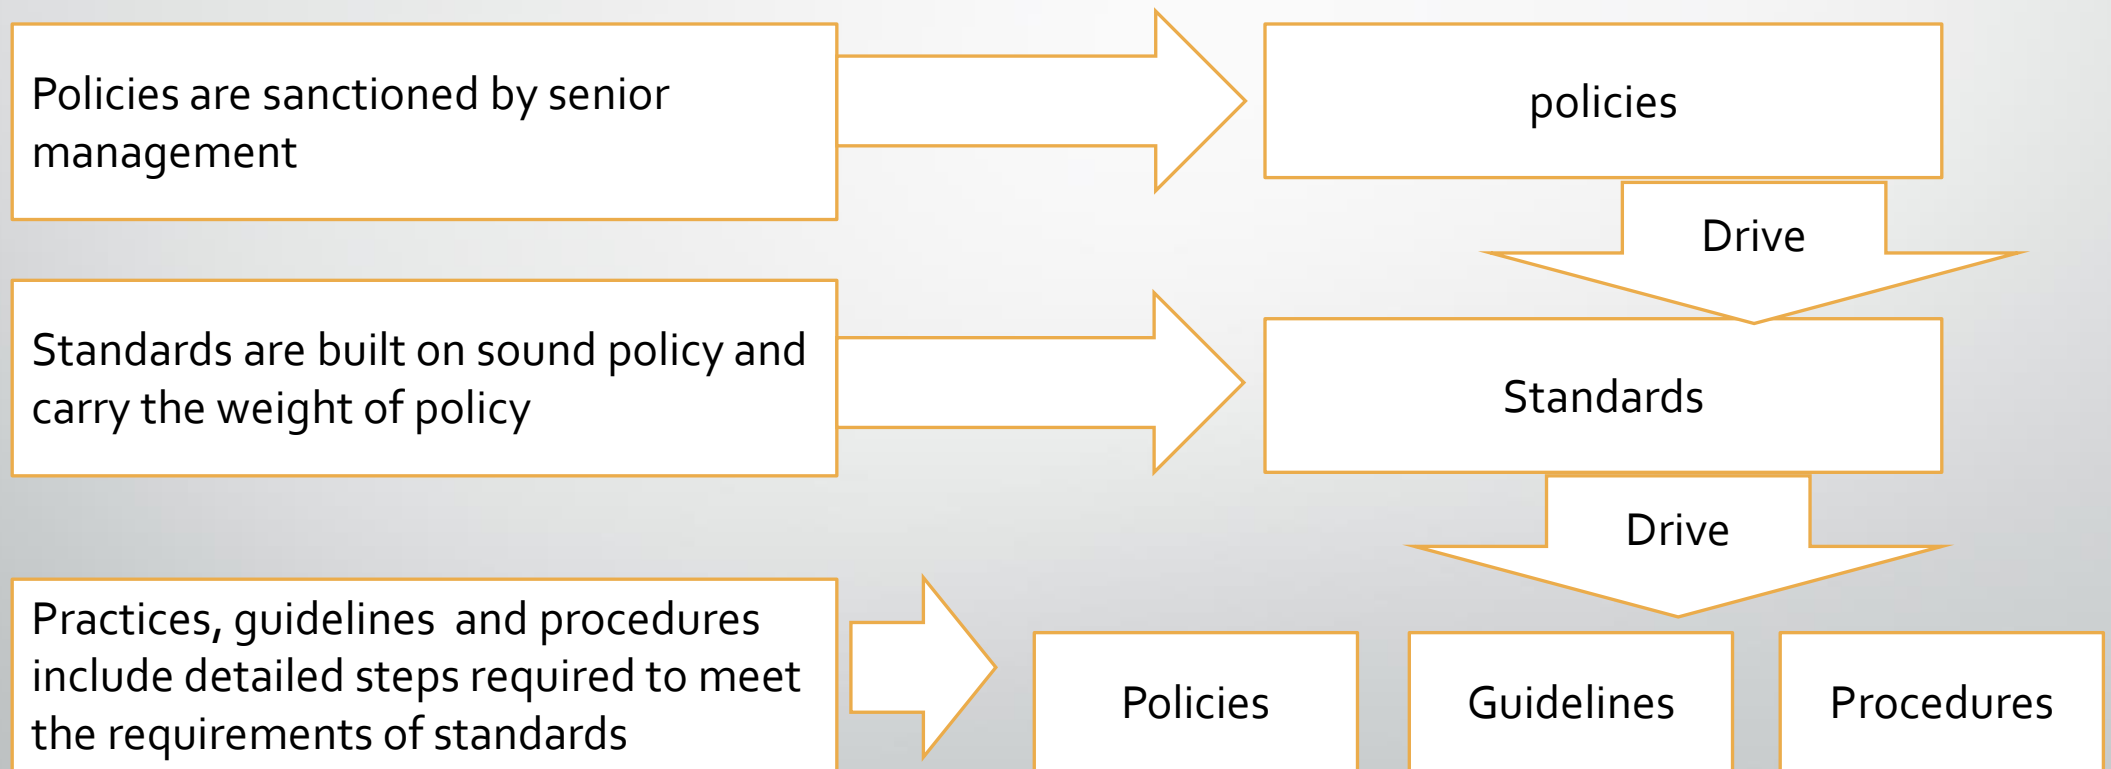 Policies are sanctioned by senior
management
policies
Drive
Standards are built on sound policy and
carry the weight of policy
Standards
Drive
Practices, guidelines  and procedures
include detailed steps required to meet
the requirements of standards
Policies
Guidelines
Procedures